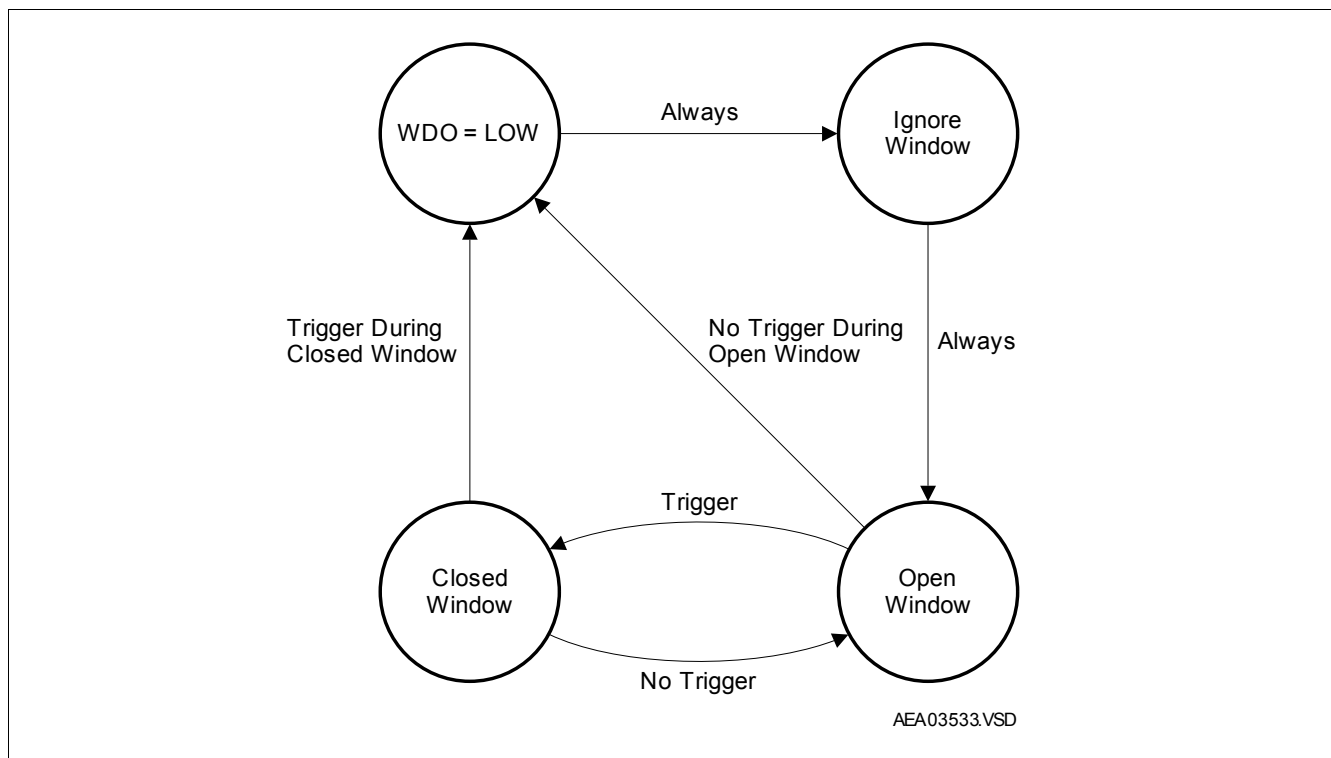 WDO = LOW
Always
Ignore
Window
Trigger During
Closed Window
No Trigger During
Open Window
Always
Trigger
Closed
Window
Open
Window
No Trigger
AEA03533.VSD